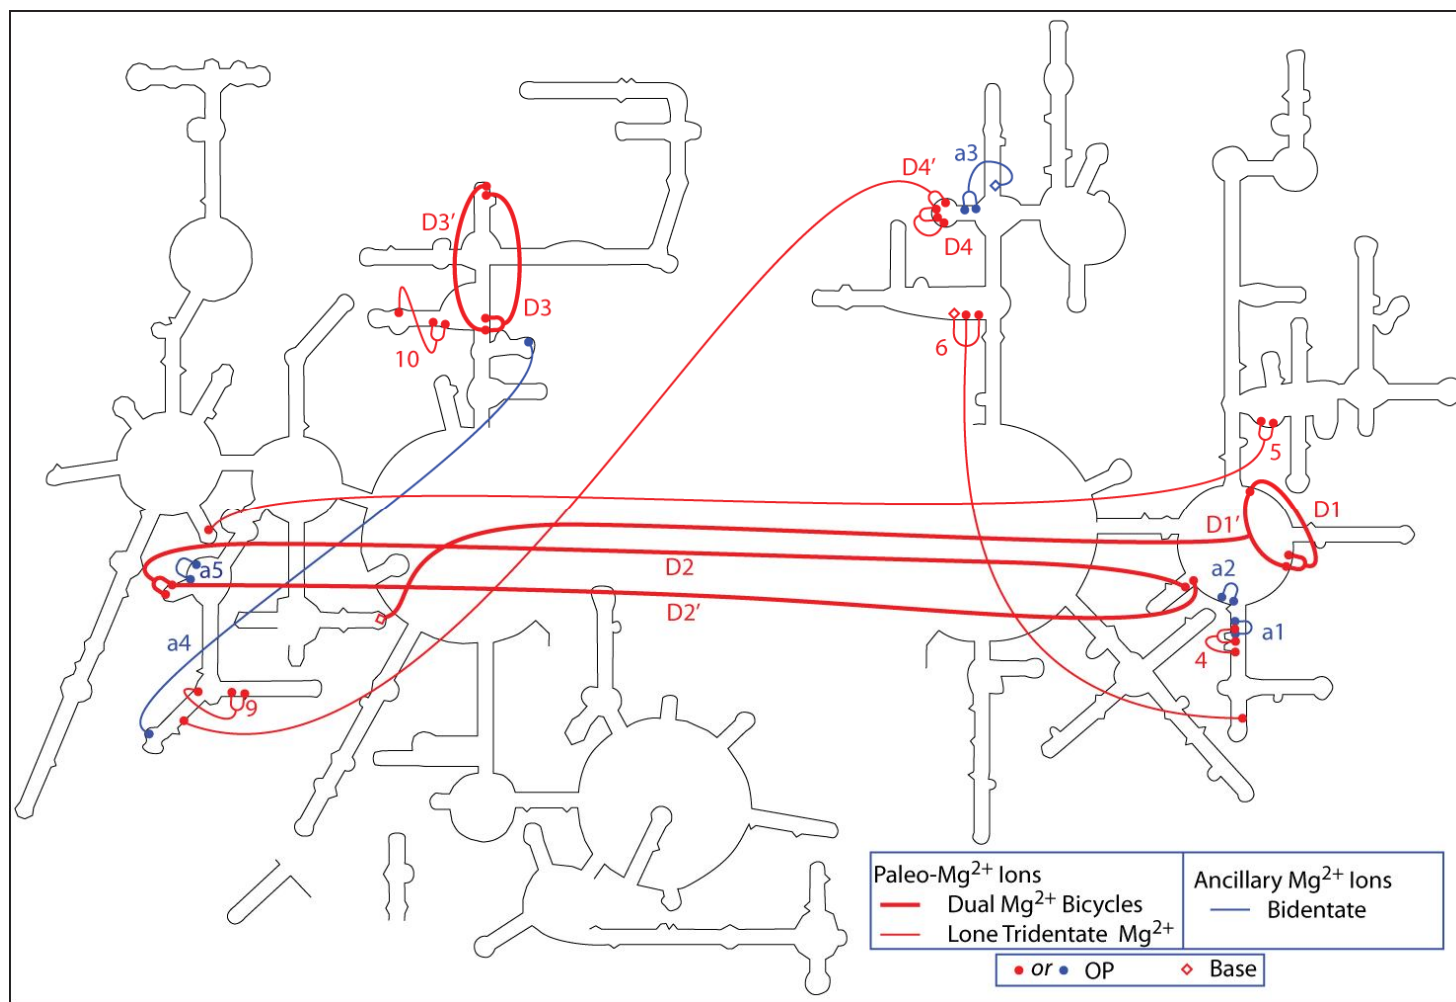 a3
D4′
D3′
D4
D3
6
10
5
D1
D1′
a5
D2
a2
D2′
a1
a4
4
9
Paleo-Mg2+ Ions
Dual Mg2+ Bicycles
Lone Tridentate Mg2+
Ancillary Mg2+ Ions
Bidentate
or OP
Base